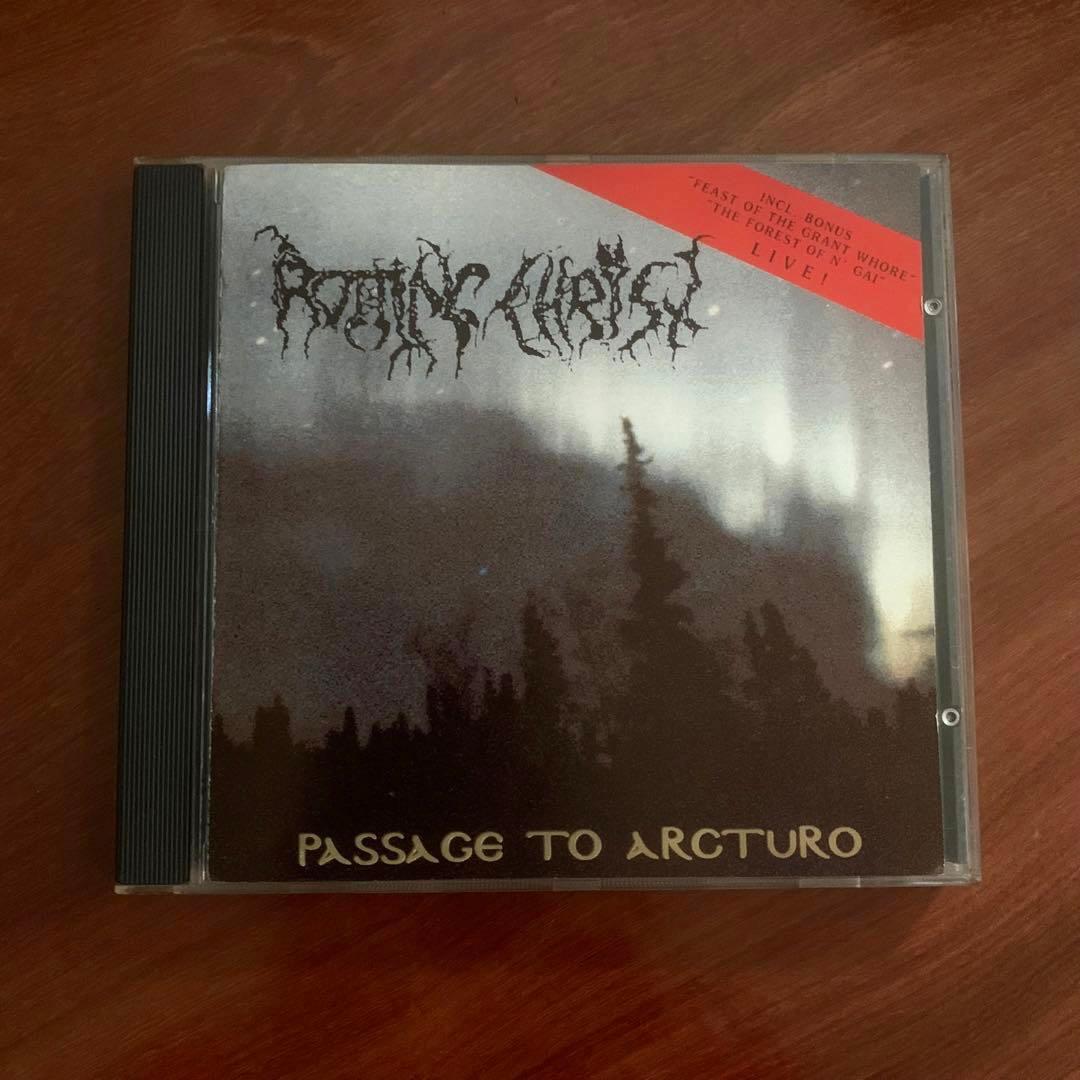 INCL. BONUS
"FEAST OF THE GRANT WHORE"
"THE FOREST OF N' GAI"
LIVE!
ROTTING CHRIST
PASSAGE TO ARCTURO